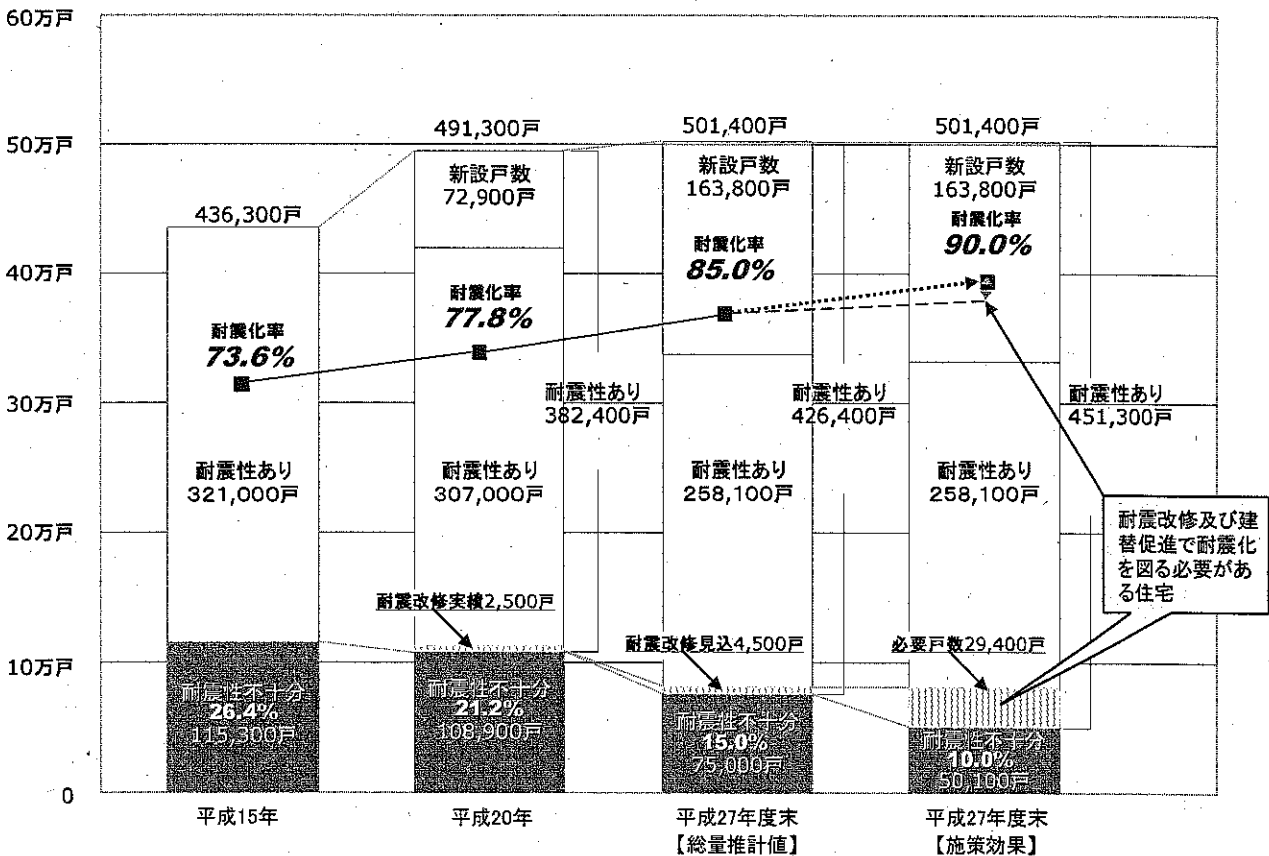 60万戸
50万戸
40万戸
30万戸
20万戸
10万戸
0
436,300戸
耐震化率
73.6%
耐震性あり
321,000戸
耐震性不十分
26.4%
115,300戸
平成15年
491,300戸
新設戸数
72,900戸
耐震化率
77.8%
耐震性あり
382,400戸
耐震性あり
307,000戸
耐震改修実績2,500戸
耐震性不十分
21.2%
108,900戸
平成20年
501,400戸
新設戸数
163,800戸
耐震化率
85.0%
耐震性あり
426,400戸
耐震性あり
258,100戸
耐震改修見込4,500戸
耐震性不十分
15.0%
75,000戸
平成27年度末
【総量推計値】
501,400戸
新設戸数
163,800戸
耐震化率
90.0%
耐震性あり
451,300戸
耐震性あり
258,100戸
必要戸数29,400戸
耐震性不十分
10.0%
50,100戸
平成27年度末
【施策効果】
耐震改修及び建
替促進で耐震化
を図る必要があ
る住宅